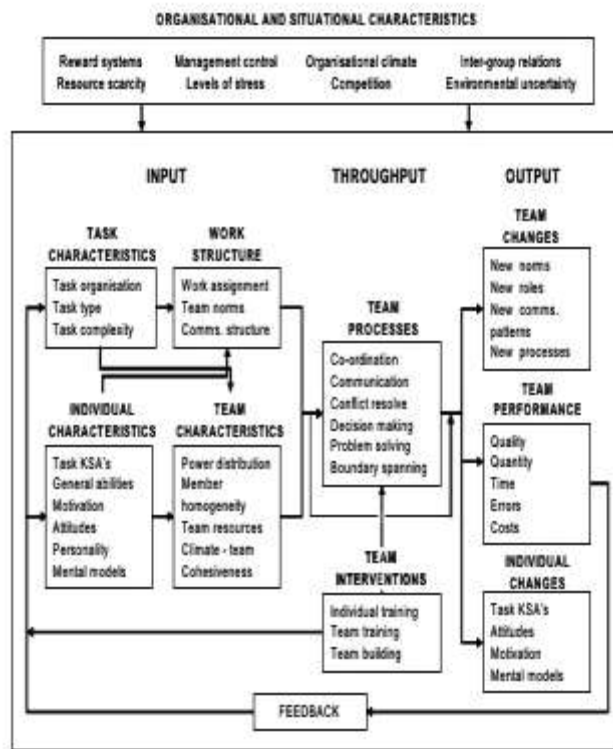 ORGANISATIONAL AND SITUATIONAL CHARACTERISTICS
Reward systems
Management control
Organisational climate
Inter-group relations
Resource scarcity
Levels of stress
Competition
Environmental uncertainty
INPUT
THROUGHPUT
OUTPUT
TASK
CHARACTERISTICS
Task organisation
Task type
Task complexity
WORK
STRUCTURE
Work assignment
Team norms
Comms. structure
INDIVIDUAL
CHARACTERISTICS
Task KSA's
General abilities
Motivation
Attitudes
Personality
Mental models
TEAM
CHARACTERISTICS
Power distribution
Member
homogeneity
Team resources
Climate - team
Cohesiveness
TEAM
PROCESSES
Co-ordination
Communication
Conflict resolve
Decision making
Problem solving
Boundary spanning
TEAM
INTERVENTIONS
Individual training
Team training
Team building
TEAM
CHANGES
New norms
New roles
New comms.
patterns
New processes
TEAM
PERFORMANCE
Quality
Quantity
Time
Errors
Costs
INDIVIDUAL
CHANGES
Task KSA's
Attitudes
Motivation
Mental models
FEEDBACK